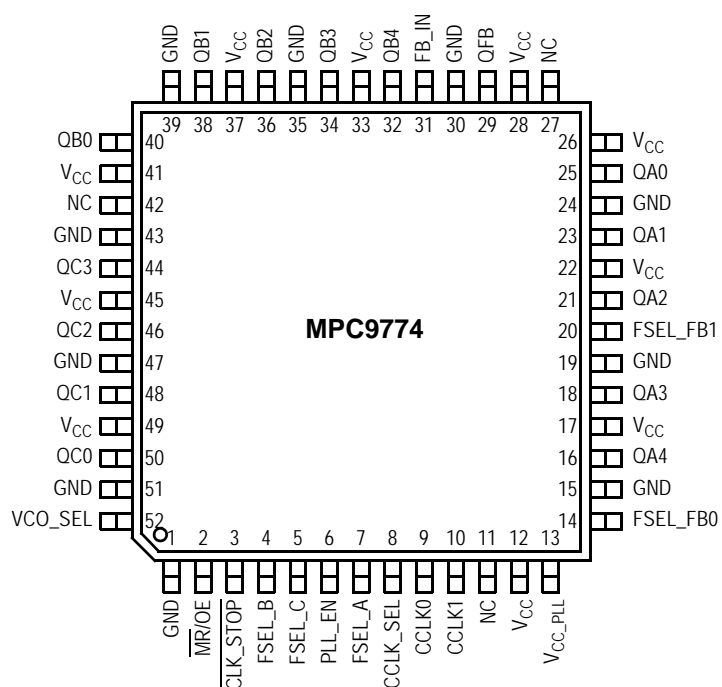 GND QB1 VCC QB2 GND QB3 VCC QB4 FB_IN GND QFB VCC NC
39 38 37 36 35 34 33 32 31 30 29 28 27
QB0 40 26 VCC
VCC 41 25 QA0
NC 42 24 GND
GND 43 23 QA1
QC3 44 22 VCC
VCC 45 21 QA2
QC2 46 MPC9774 20 FSEL_FB1
GND 47 19 GND
QC1 48 18 QA3
VCC 49 17 VCC
QC0 50 16 QA4
GND 51 15 GND
VCO_SEL 52 14 FSEL_FB0
1 2 3 4 5 6 7 8 9 10 11 12 13
GND MR/OE CLK_STOP FSEL_B FSEL_C PLL_EN FSEL_A CCLK_SEL CCLK0 CCLK1 NC VCC VCC_PLL